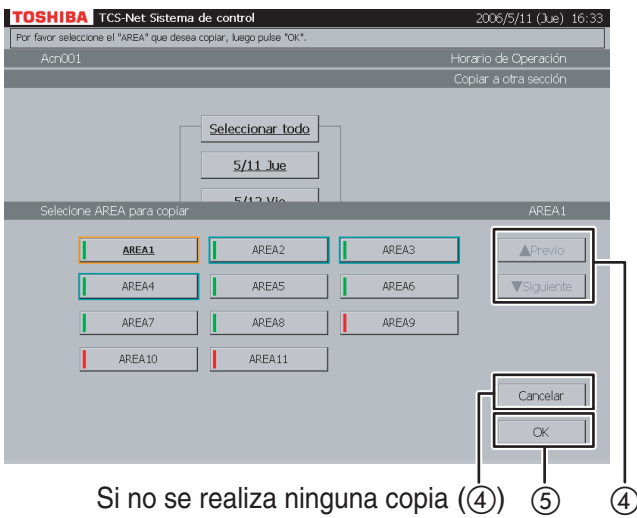 TOSHIBA TCS-Net Sistema de control 2006/5/11 (Jue) 16:33
Por favor seleccione el "AREA" que desea copiar, luego pulse "OK".
Acn001 Horario de Operación
Copiar a otra sección
Seleccionar todo
5/11 Jue
5/12 Vie
Selecione AREA para copiar AREA1
AREA1 AREA2 AREA3 ▲Previo
AREA4 AREA5 AREA6 ▼Siguiente
AREA7 AREA8 AREA9
AREA10 AREA11
Cancelar
OK
Si no se realiza ninguna copia (④) ⑤ ④